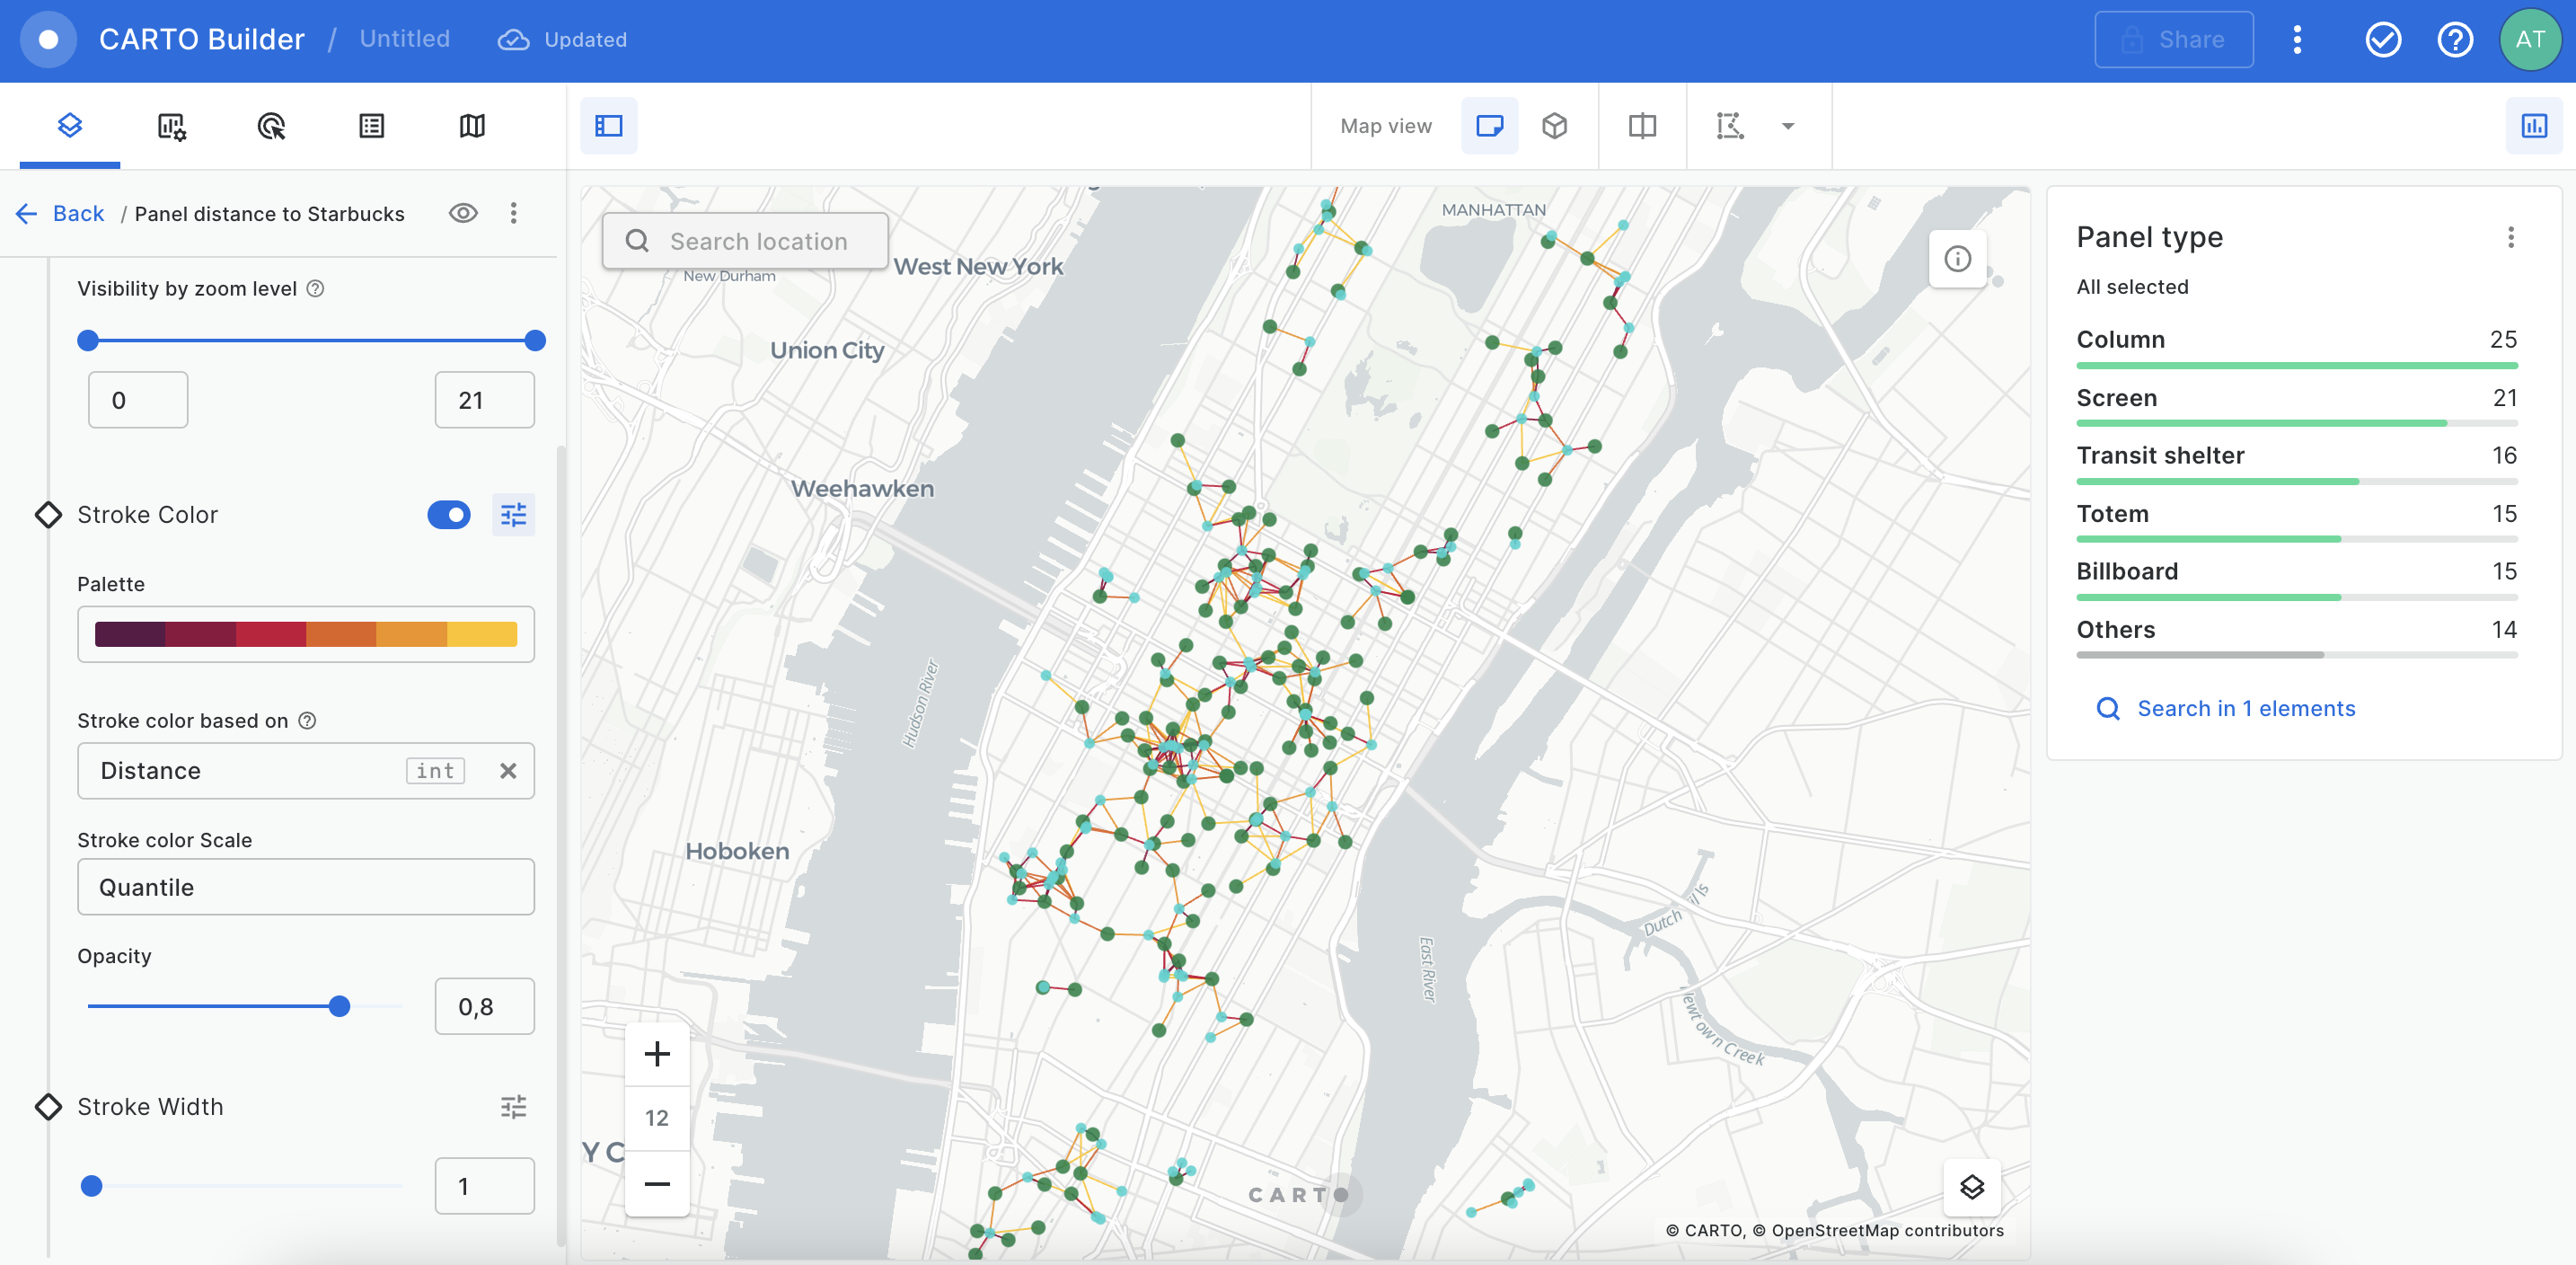 CARTO Builder / Untitled Updated
Share
AT
Map view
Back / Panel distance to Starbucks
Visibility by zoom level
0
21
Stroke Color
Palette
Stroke color based on
Distance int
Stroke color Scale
Quantile
Opacity
0,8
Stroke Width
1
Search location
MANHATTAN
West New York
New Durham
Union City
Weehawken
Hudson River
Hoboken
East River
Dutch
Creek
Y C
12
CARTO
© CARTO, © OpenStreetMap contributors
Panel type
All selected
Column 25
Screen 21
Transit shelter 16
Totem 15
Billboard 15
Others 14
Search in 1 elements